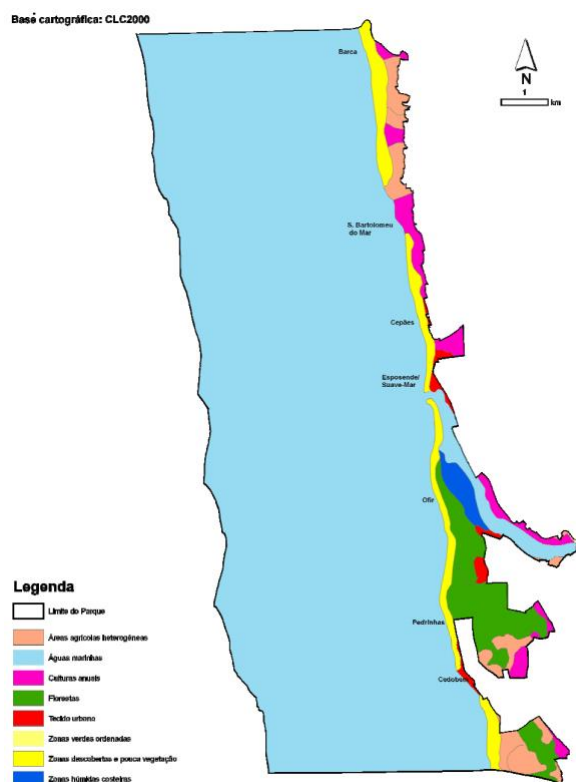 Base cartográfica: CLC2000
Barca
N
1
km
S. Bartolomeu
do Mar
Cepães
Esposende/
Suave-Mar
Ofir
Pedrinhas
Cedobem
Legenda
Limite do Parque
Áreas agrícolas heterogéneas
Águas marinhas
Culturas anuais
Florestas
Tecido urbano
Zonas verdes ordenadas
Zonas descobertas e pouca vegetação
Zonas húmidas costeiras